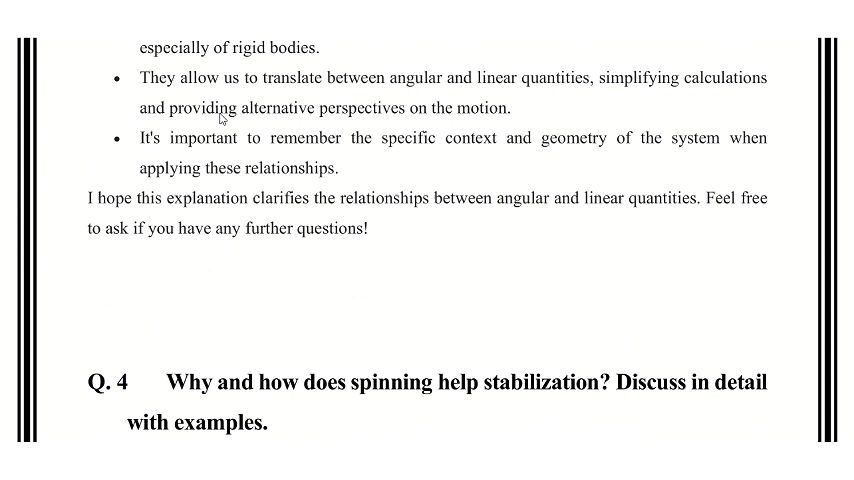 especially of rigid bodies.
• They allow us to translate between angular and linear quantities, simplifying calculations
and providing alternative perspectives on the motion.
• It's important to remember the specific context and geometry of the system when
applying these relationships.
I hope this explanation clarifies the relationships between angular and linear quantities. Feel free
to ask if you have any further questions!
Q. 4 Why and how does spinning help stabilization? Discuss in detail
with examples.